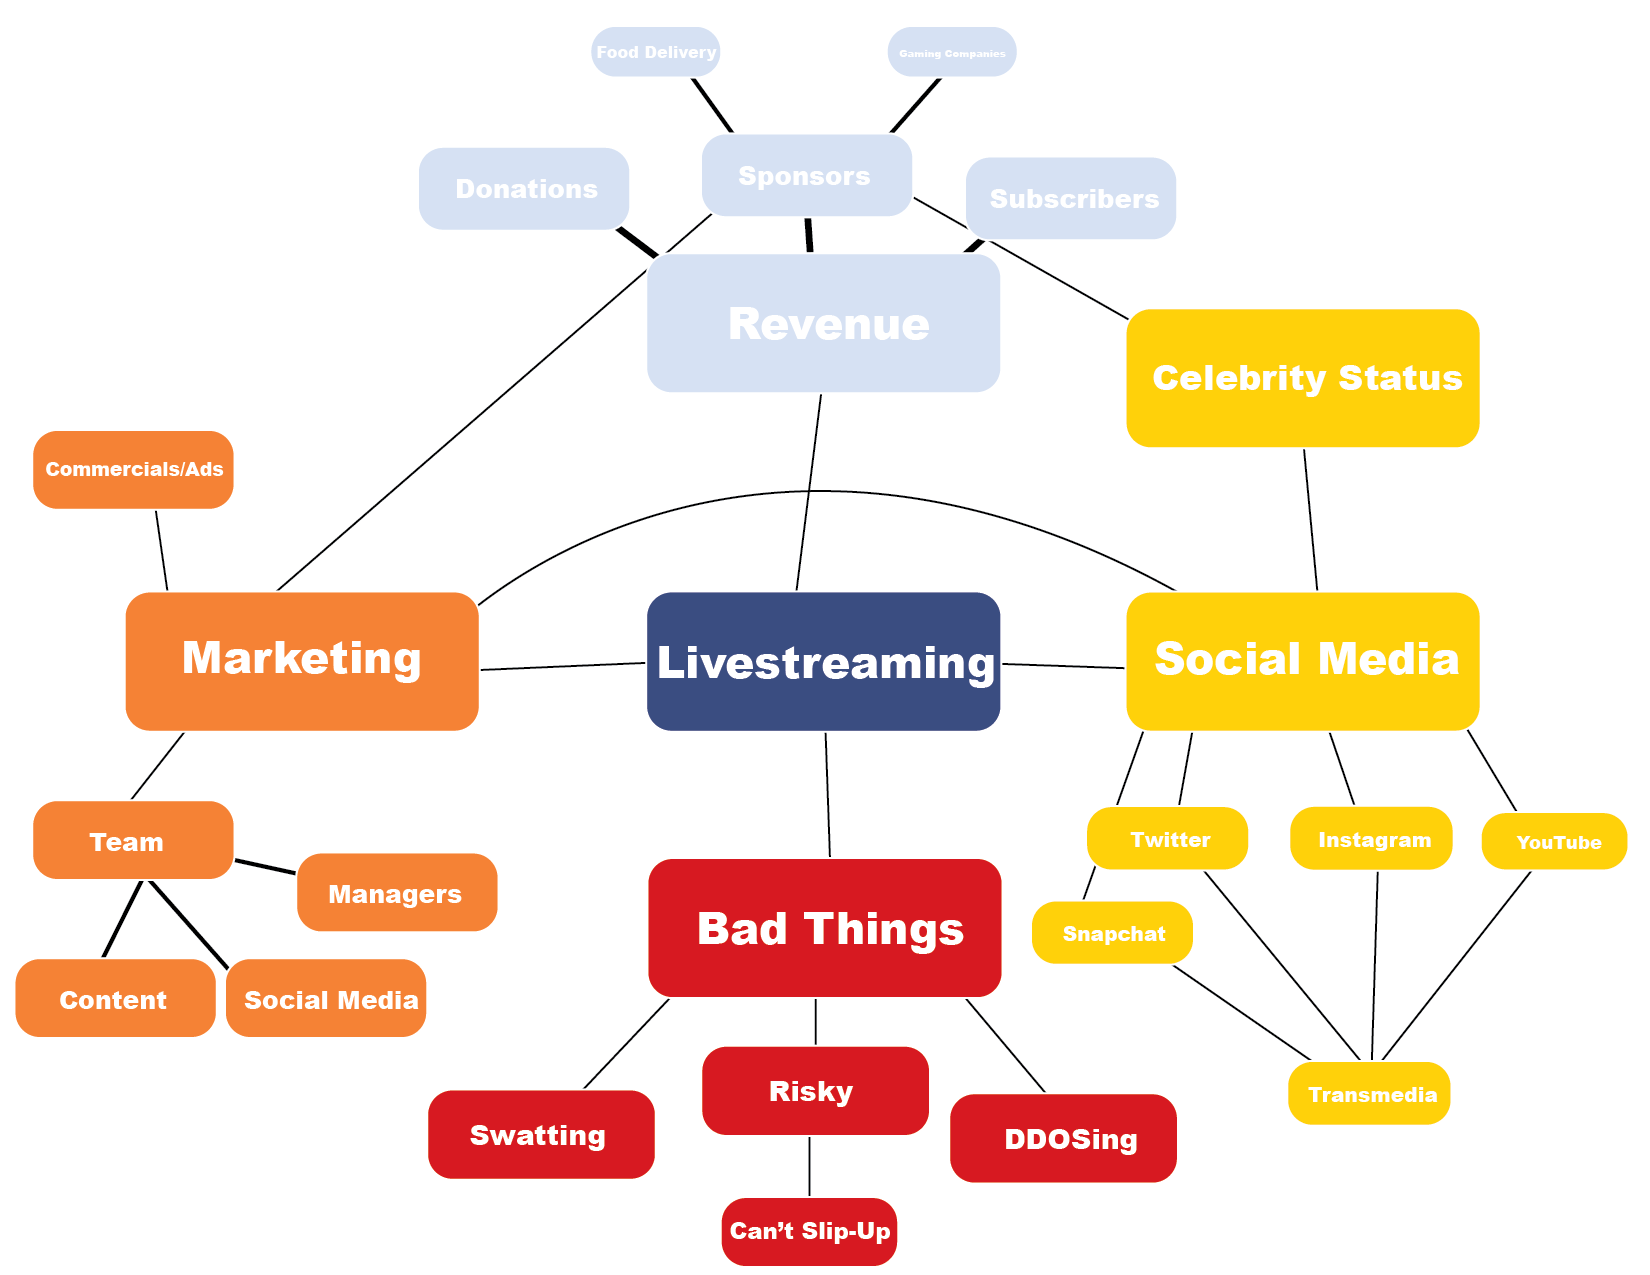 Food Delivery
Gaming Companies
Sponsors
Donations
Subscribers
Revenue
Celebrity Status
Commercials/Ads
Marketing
Livestreaming
Social Media
Team
Twitter
Instagram
YouTube
Managers
Bad Things
Snapchat
Content
Social Media
Risky
Transmedia
Swatting
DDOSing
Can’t Slip-Up